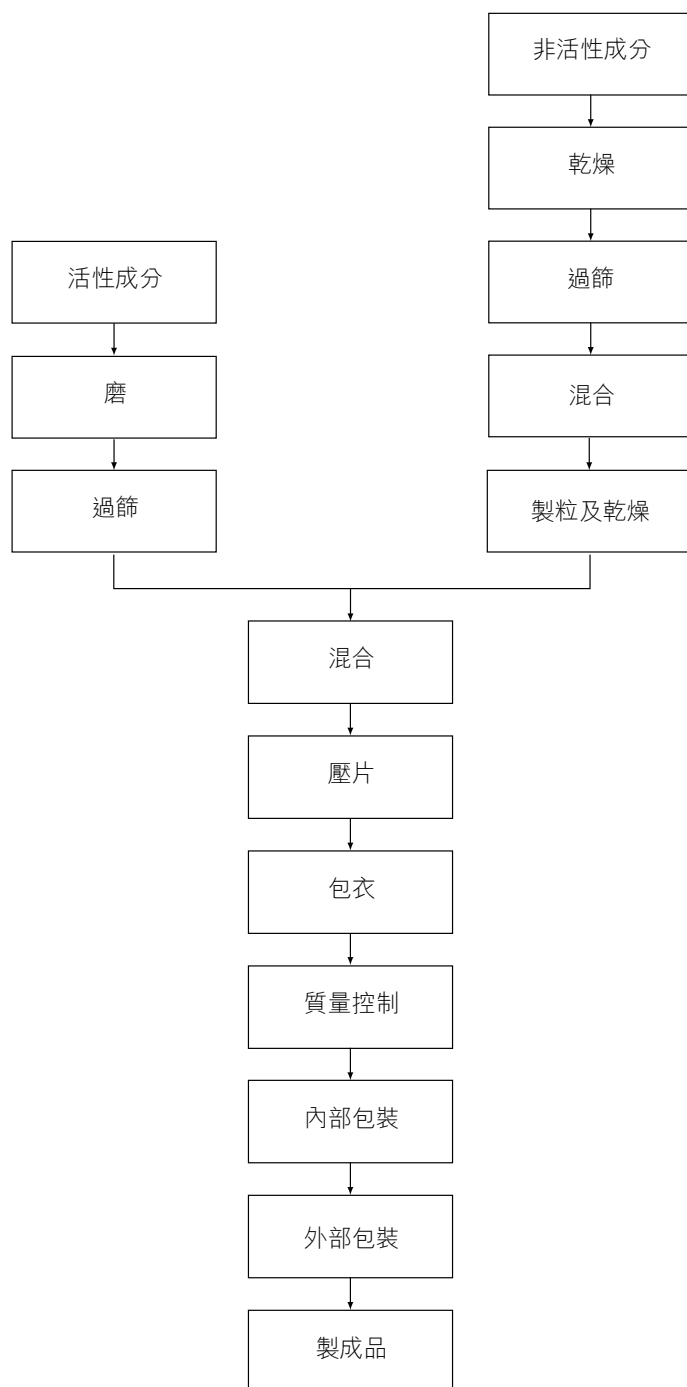 非活性成分
乾燥
過篩
混合
製粒及乾燥
活性成分
磨
過篩
混合
壓片
包衣
質量控制
內部包裝
外部包裝
製成品